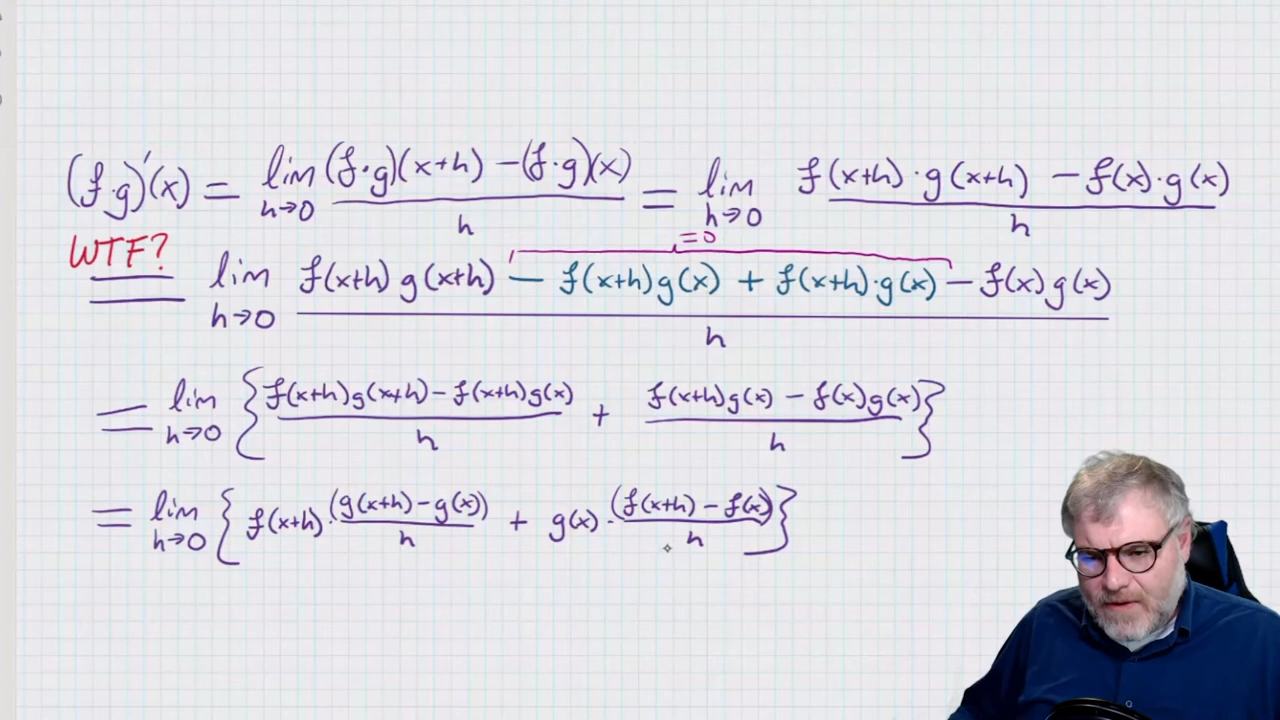 (f·g)'(x) = lim h→0 (f·g)(x+h) − (f·g)(x) / h = lim h→0 f(x+h)·g(x+h) − f(x)·g(x) / h
WTF?
=0
= lim h→0 f(x+h) g(x+h) − f(x+h)g(x) + f(x+h)·g(x) − f(x)g(x) / h
= lim h→0 { f(x+h)g(x+h) − f(x+h)g(x) / h + f(x+h)g(x) − f(x)g(x) / h }
= lim h→0 { f(x+h)·(g(x+h) − g(x)) / h + g(x)·(f(x+h) − f(x)) / h }